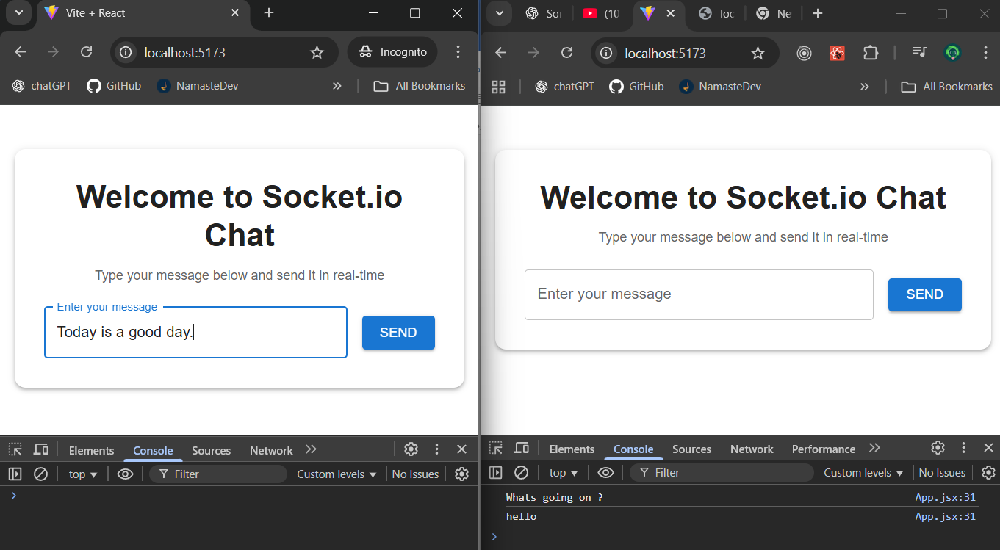 Vite + React
localhost:5173
Incognito
chatGPT
GitHub
NamasteDev
All Bookmarks
Welcome to Socket.io
Chat
Type your message below and send it in real-time
Enter your message
Today is a good day.
SEND
Elements
Console
Sources
Network
top
Filter
Custom levels
No Issues
Sor
(10
loc
Ne
localhost:5173
chatGPT
GitHub
NamasteDev
All Bookmarks
Welcome to Socket.io Chat
Type your message below and send it in real-time
Enter your message
SEND
Elements
Console
Sources
Network
Performance
top
Filter
Custom levels
No Issues
Whats going on ? App.jsx:31
hello App.jsx:31